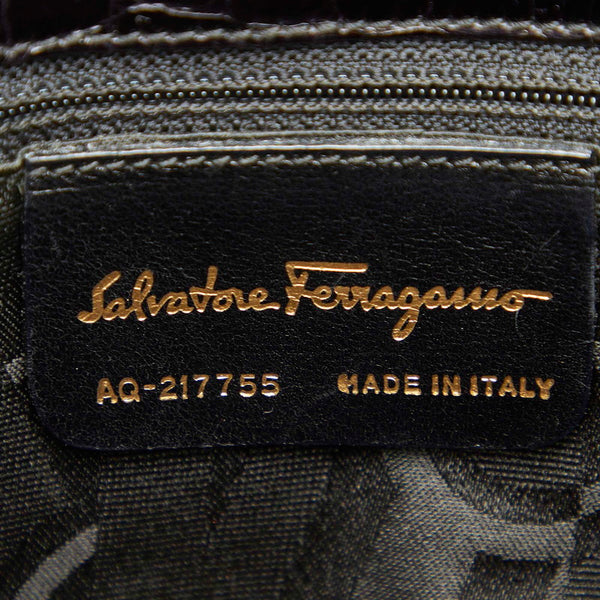 Salvatore Ferragamo
AQ-217755 MADE IN ITALY